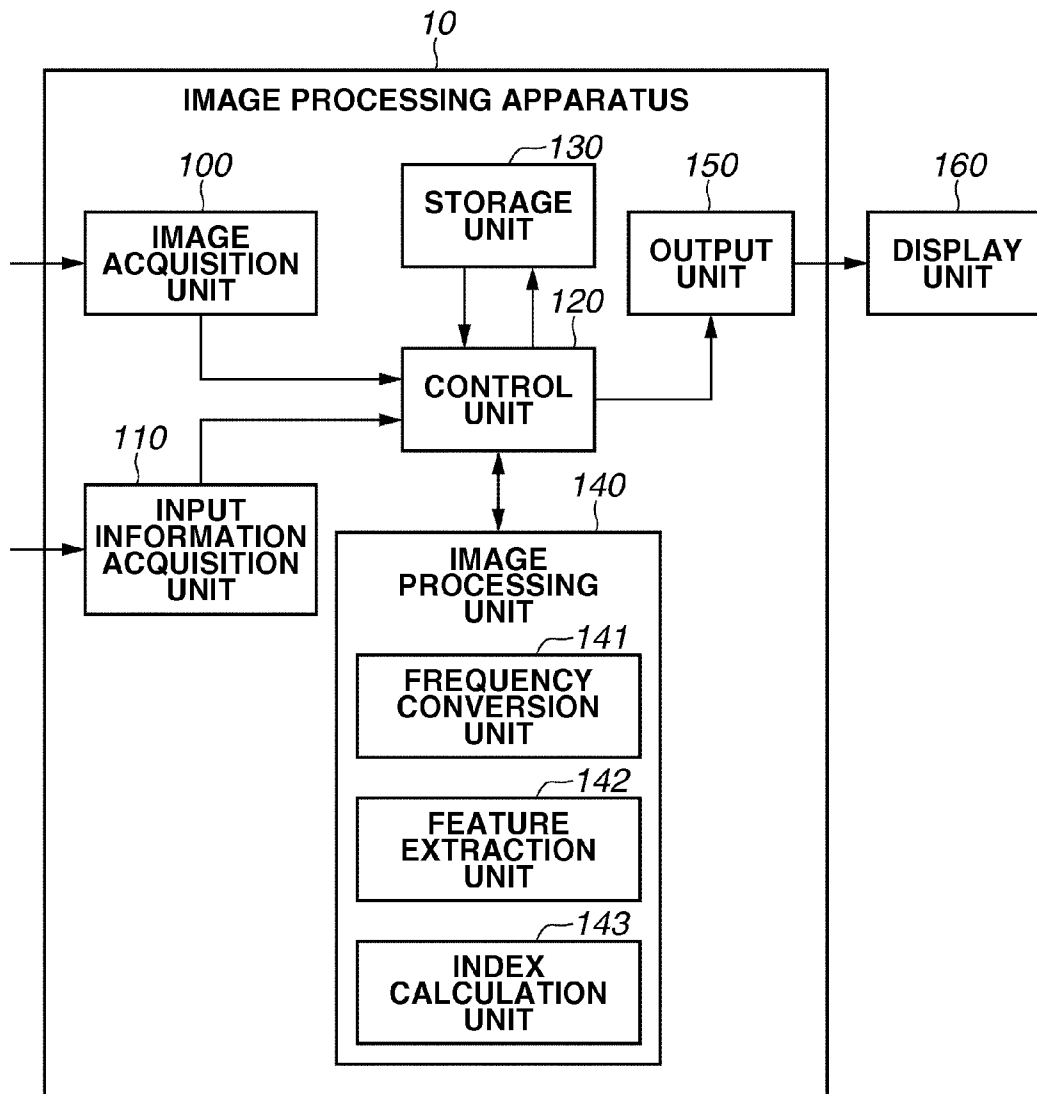 10
IMAGE PROCESSING APPARATUS
100
IMAGE
ACQUISITION
UNIT
130
STORAGE
UNIT
150
OUTPUT
UNIT
160
DISPLAY
UNIT
120
CONTROL
UNIT
110
INPUT
INFORMATION
ACQUISITION
UNIT
140
IMAGE
PROCESSING
UNIT
141
FREQUENCY
CONVERSION
UNIT
142
FEATURE
EXTRACTION
UNIT
143
INDEX
CALCULATION
UNIT